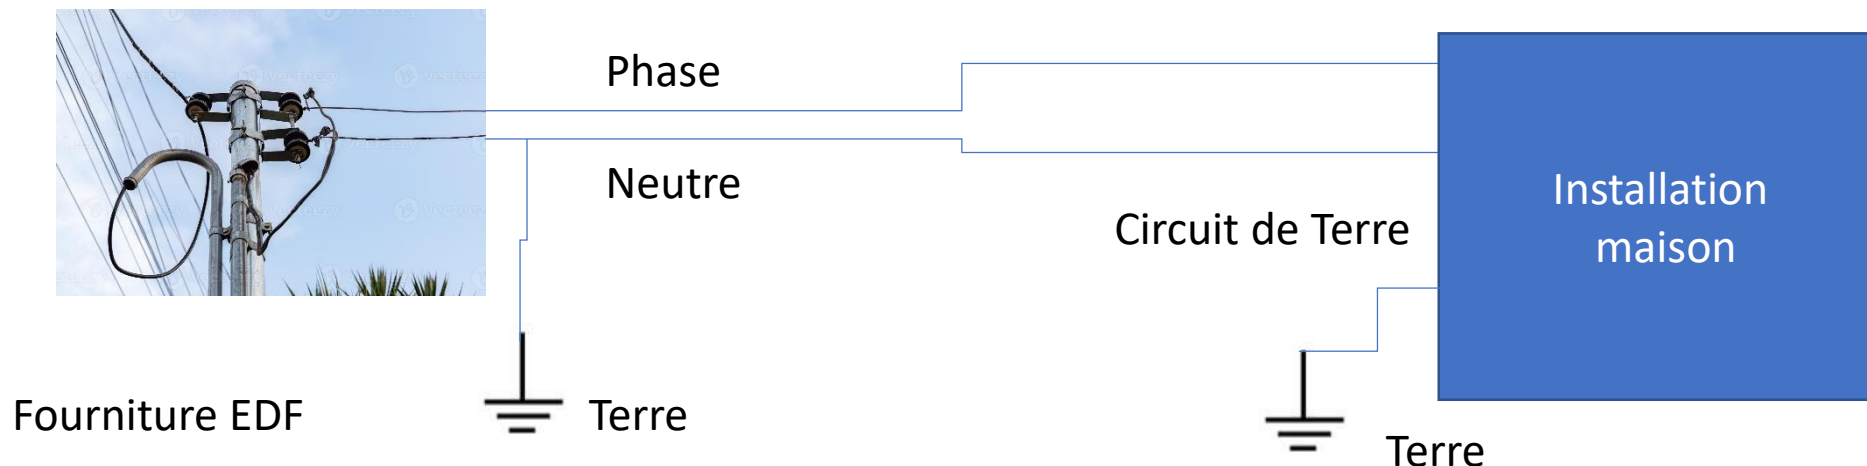 Phase
Neutre
Circuit de Terre
Installation
maison
Fourniture EDF
Terre
Terre